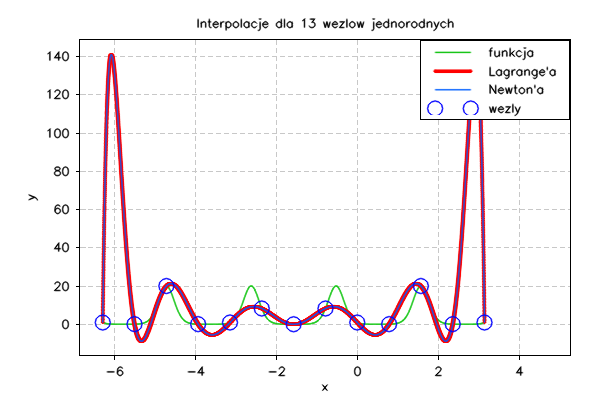 Interpolacje dla 13 wezlow jednorodnych
funkcja
Lagrange'a
Newton'a
wezly
140
120
100
80
60
40
20
0
y
−6 −4 −2 0 2 4
x